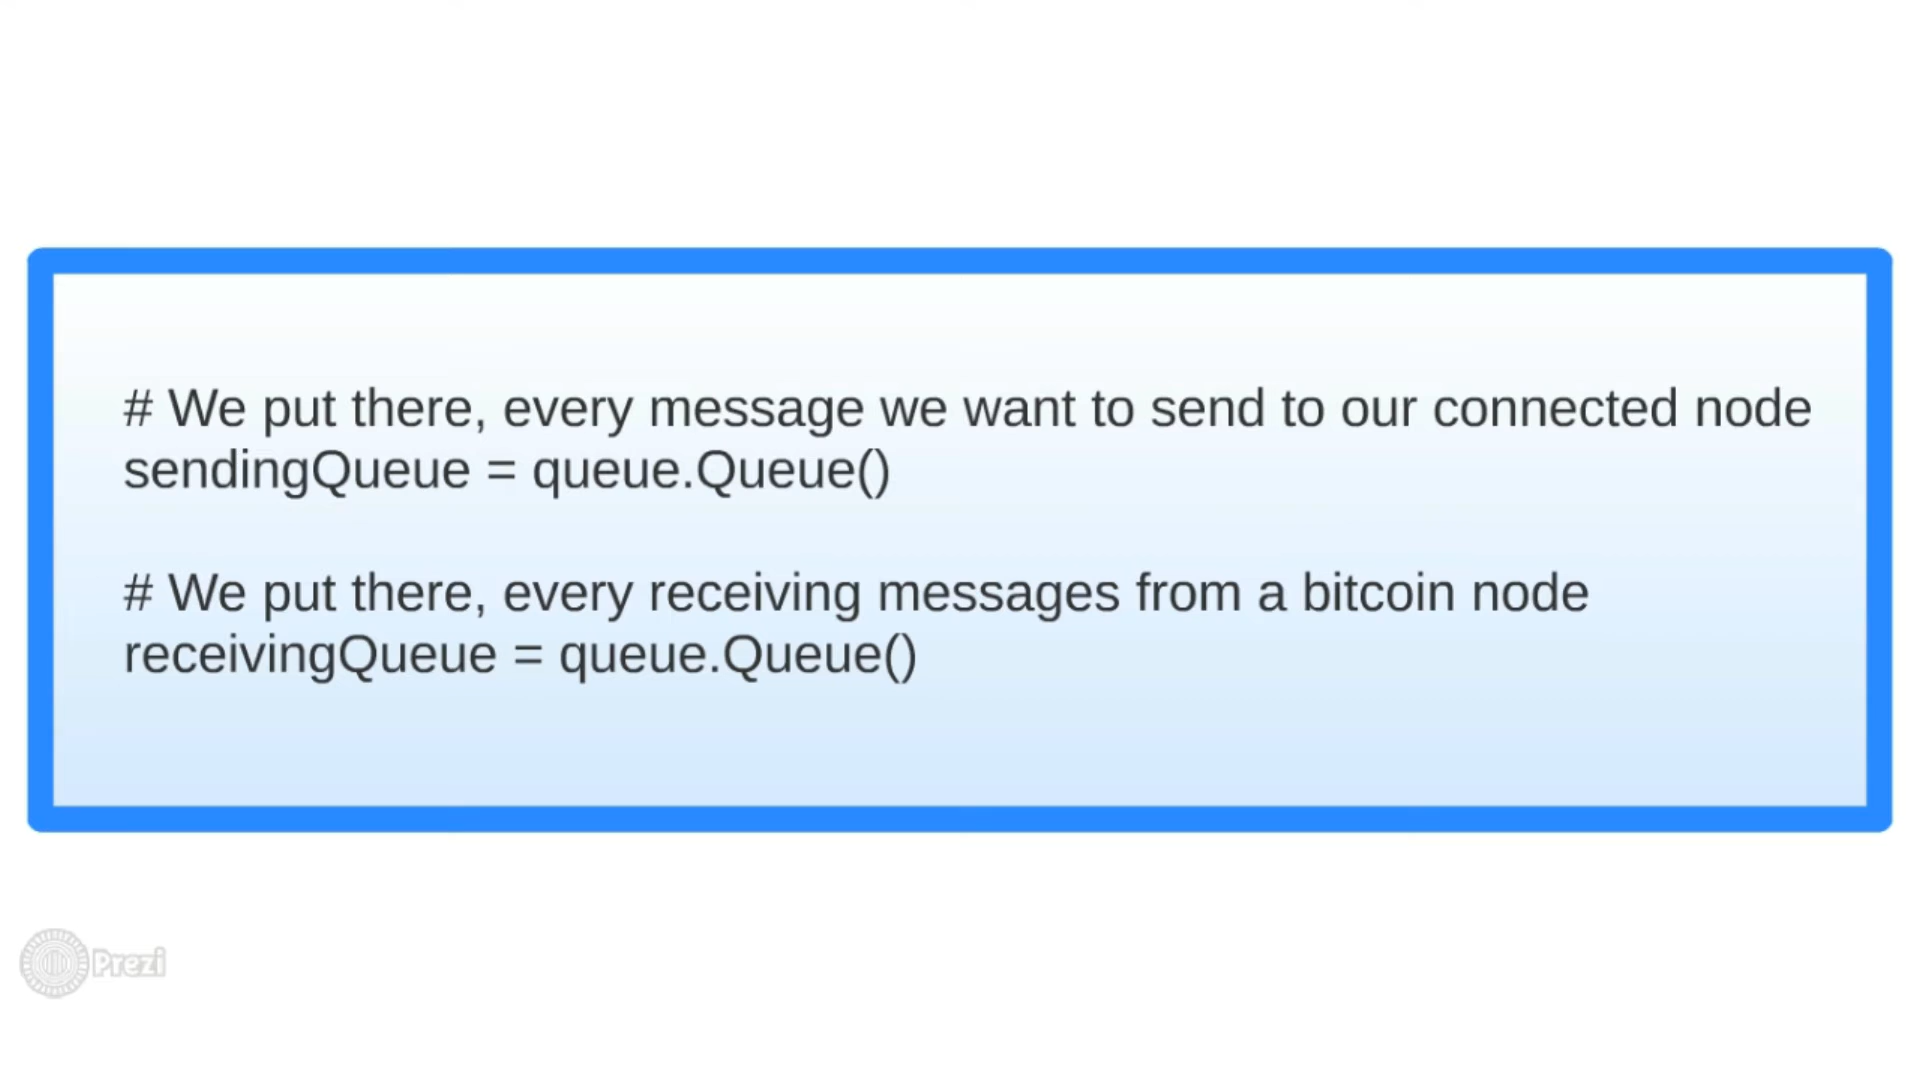 # We put there, every message we want to send to our connected node
sendingQueue = queue.Queue()
# We put there, every receiving messages from a bitcoin node
receivingQueue = queue.Queue()
Prezi